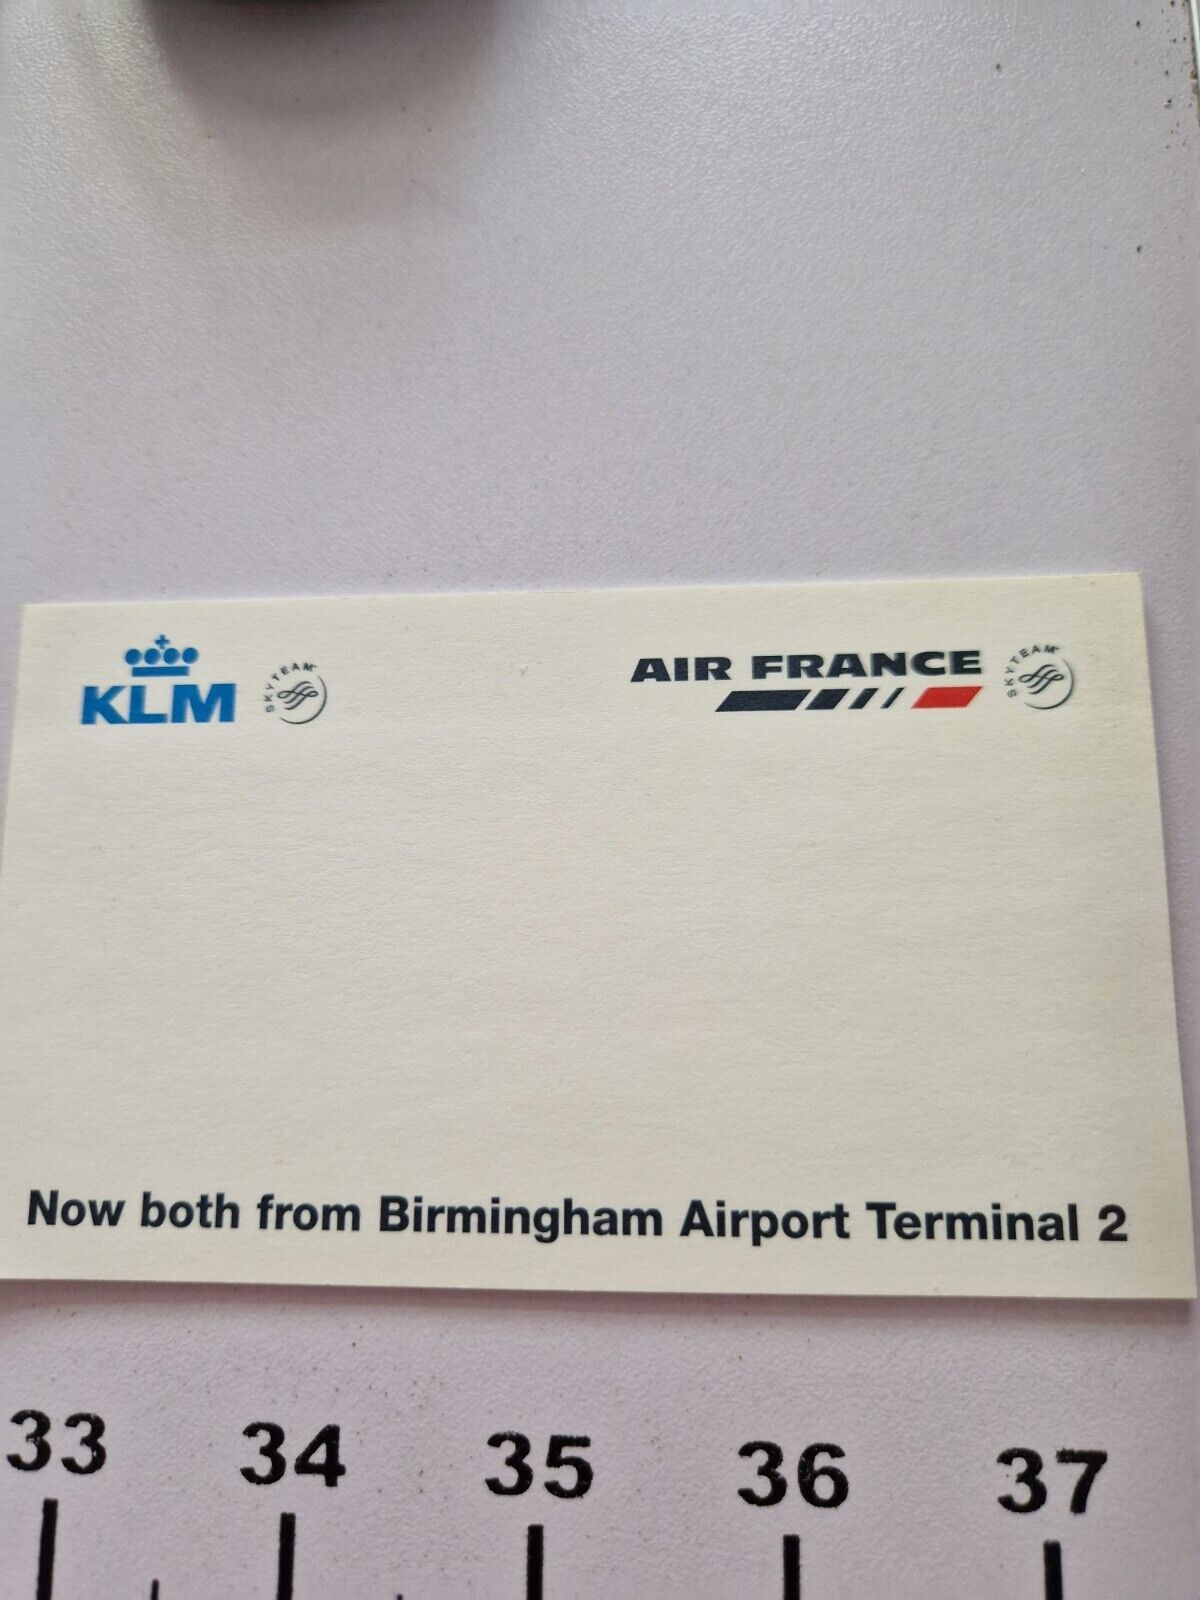 KLM SKYTEAM AIR FRANCE SKYTEAM
Now both from Birmingham Airport Terminal 2
33 34 35 36 37